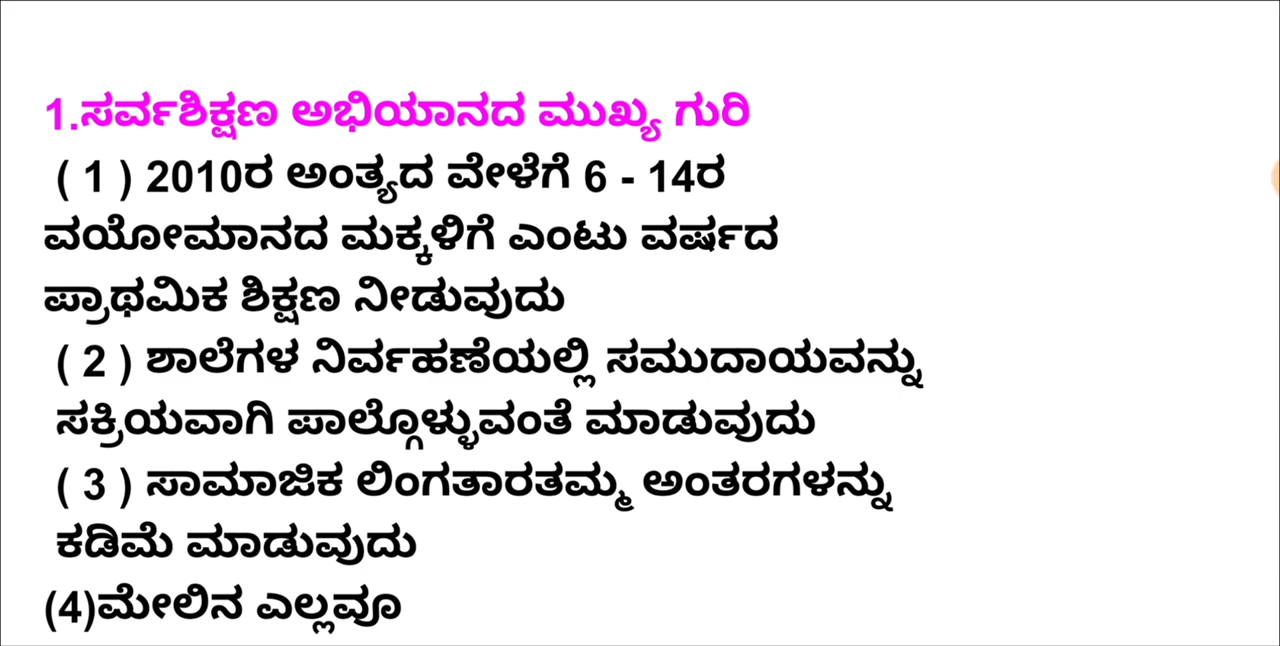 1.ಸರ್ವಶಿಕ್ಷಣ ಅಭಿಯಾನದ ಮುಖ್ಯ ಗುರಿ
( 1 ) 2010ರ ಅಂತ್ಯದ ವೇಳೆಗೆ 6 - 14ರ
ವಯೋಮಾನದ ಮಕ್ಕಳಿಗೆ ಎಂಟು ವರ್ಷದ
ಪ್ರಾಥಮಿಕ ಶಿಕ್ಷಣ ನೀಡುವುದು
( 2 ) ಶಾಲೆಗಳ ನಿರ್ವಹಣೆಯಲ್ಲಿ ಸಮುದಾಯವನ್ನು
ಸಕ್ರಿಯವಾಗಿ ಪಾಲ್ಗೊಳ್ಳುವಂತೆ ಮಾಡುವುದು
( 3 ) ಸಾಮಾಜಿಕ ಲಿಂಗತಾರತಮ್ಮ ಅಂತರಗಳನ್ನು
ಕಡಿಮೆ ಮಾಡುವುದು
(4)ಮೇಲಿನ ಎಲ್ಲವೂ